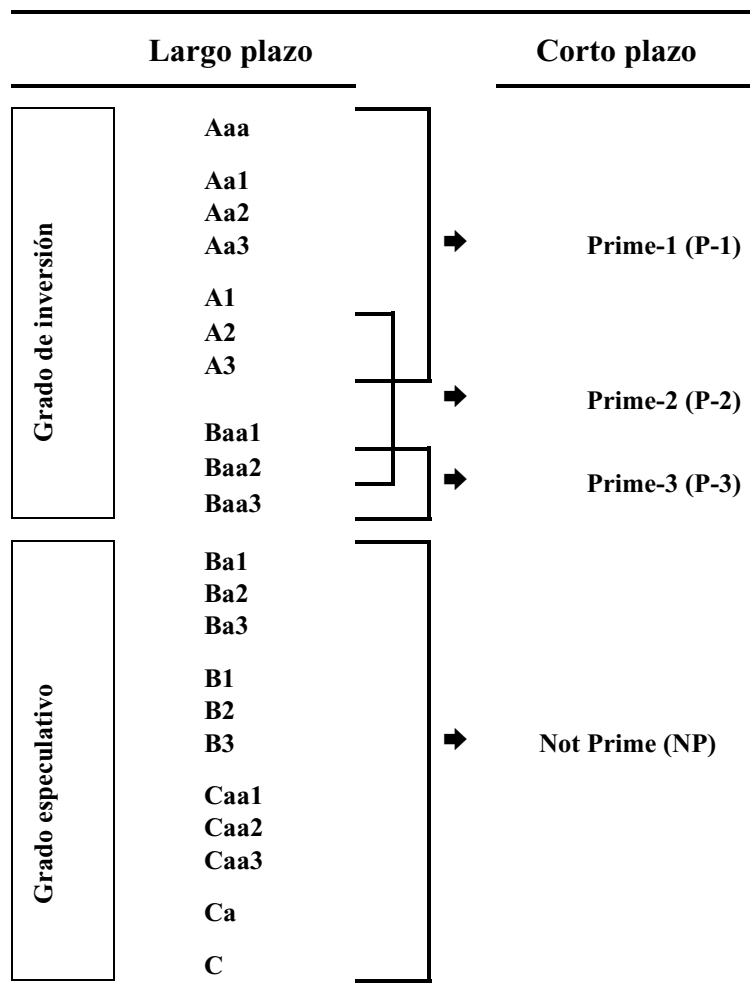 Largo plazo
Corto plazo
Grado de inversión
Aaa
Aa1
Aa2
Aa3
Prime-1 (P-1)
A1
A2
A3
Prime-2 (P-2)
Baa1
Baa2
Prime-3 (P-3)
Baa3
Grado especulativo
Ba1
Ba2
Ba3
B1
B2
B3
Not Prime (NP)
Caa1
Caa2
Caa3
Ca
C